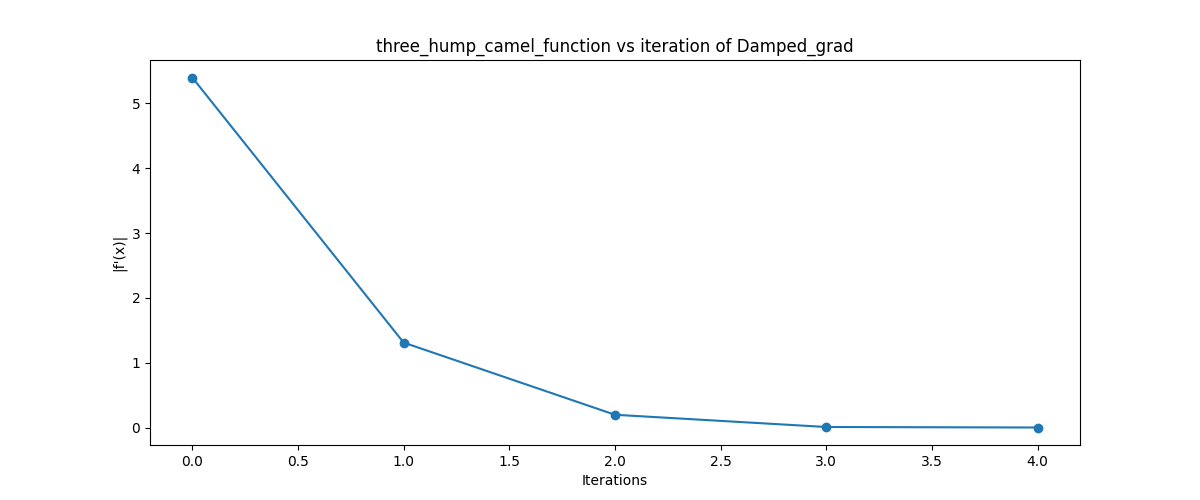 three_hump_camel_function vs iteration of Damped_grad
5
4
3
2
1
0
|f'(x)|
0.0 0.5 1.0 1.5 2.0 2.5 3.0 3.5 4.0
Iterations